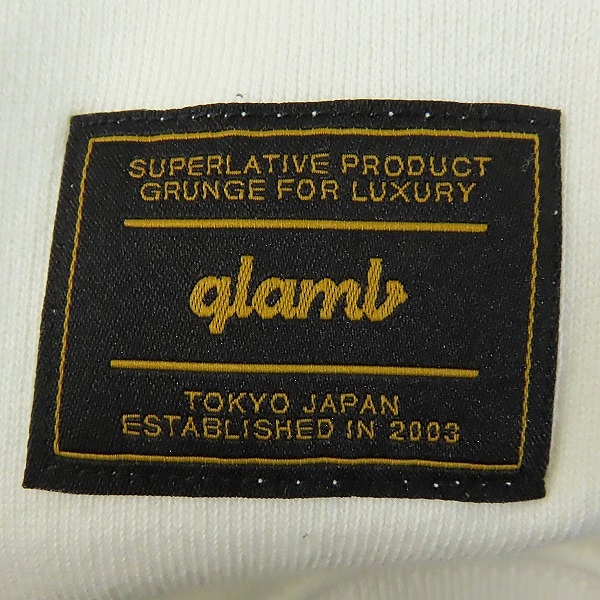 SUPERLATIVE PRODUCT
GRUNGE FOR LUXURY
glamb
TOKYO JAPAN
ESTABLISHED IN 2003